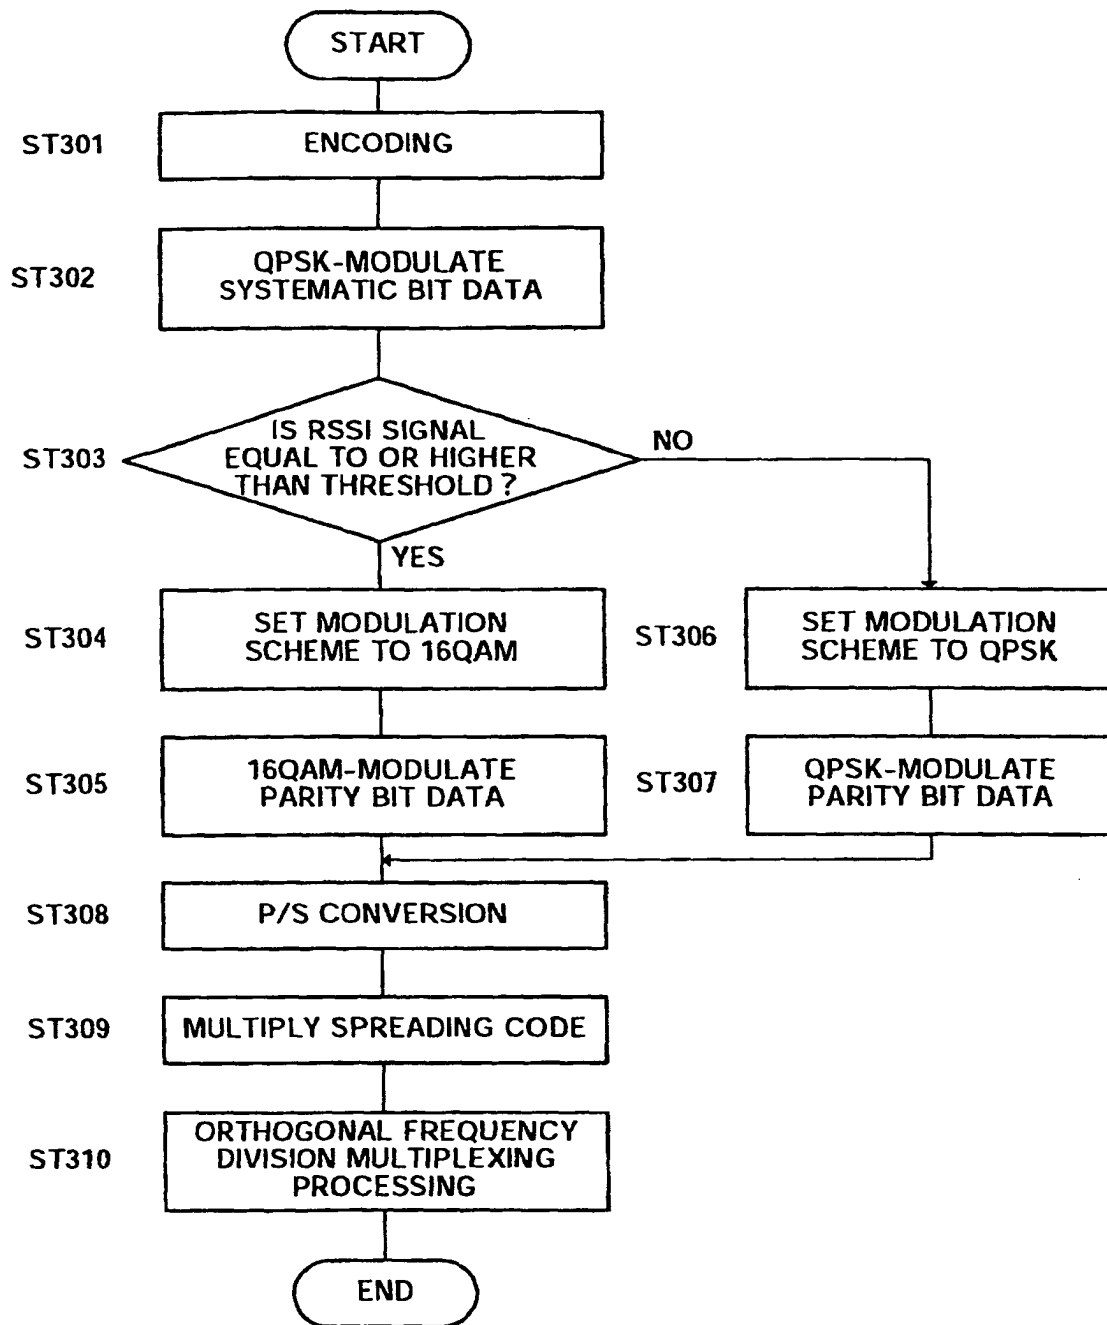 START
ST301
ENCODING
ST302
QPSK-MODULATE
SYSTEMATIC BIT DATA
ST303
IS RSSI SIGNAL
EQUAL TO OR HIGHER
THAN THRESHOLD ?
NO
YES
ST304
SET MODULATION
SCHEME TO 16QAM
ST306
SET MODULATION
SCHEME TO QPSK
ST305
16QAM-MODULATE
PARITY BIT DATA
ST307
QPSK-MODULATE
PARITY BIT DATA
ST308
P/S CONVERSION
ST309
MULTIPLY SPREADING CODE
ST310
ORTHOGONAL FREQUENCY
DIVISION MULTIPLEXING
PROCESSING
END